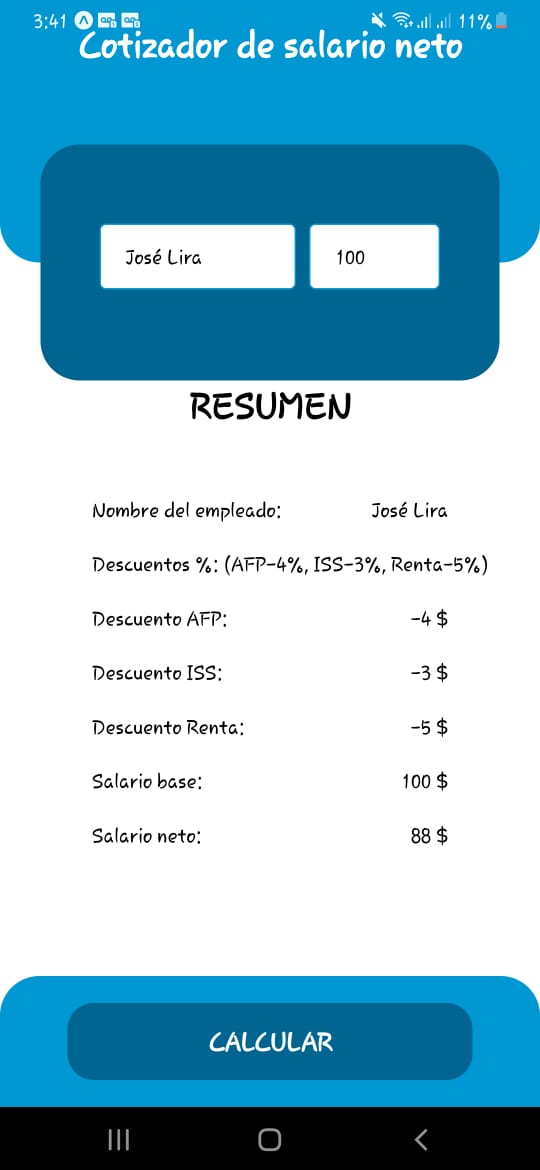 3:41 11%
Cotizador de salario neto
José Lira 100
RESUMEN
Nombre del empleado: José Lira
Descuentos %: (AFP-4%, ISS-3%, Renta-5%)
Descuento AFP: -4 $
Descuento ISS: -3 $
Descuento Renta: -5 $
Salario base: 100 $
Salario neto: 88 $
CALCULAR